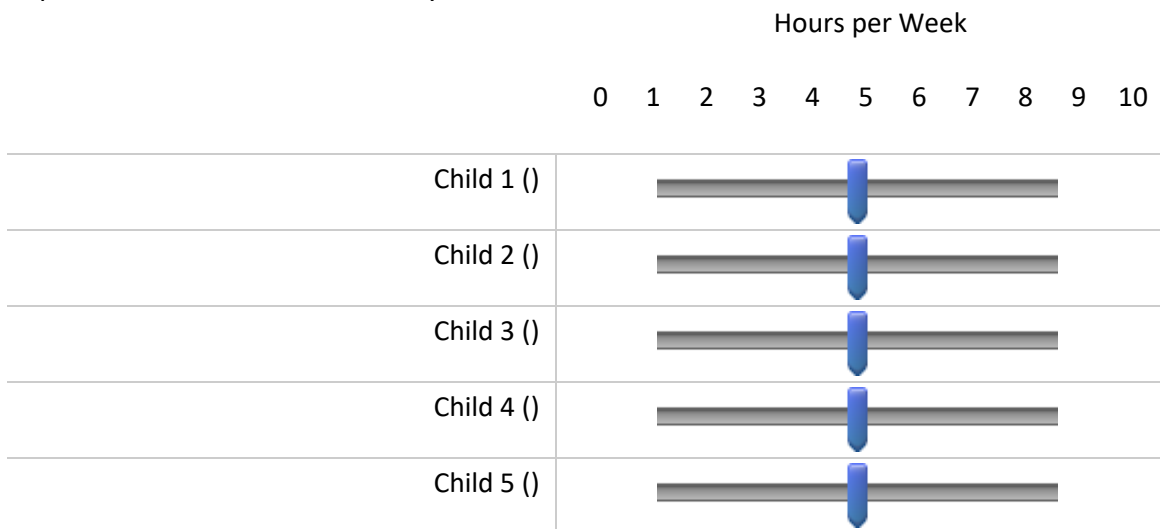 Hours per Week
0 1 2 3 4 5 6 7 8 9 10
Child 1 ()
Child 2 ()
Child 3 ()
Child 4 ()
Child 5 ()